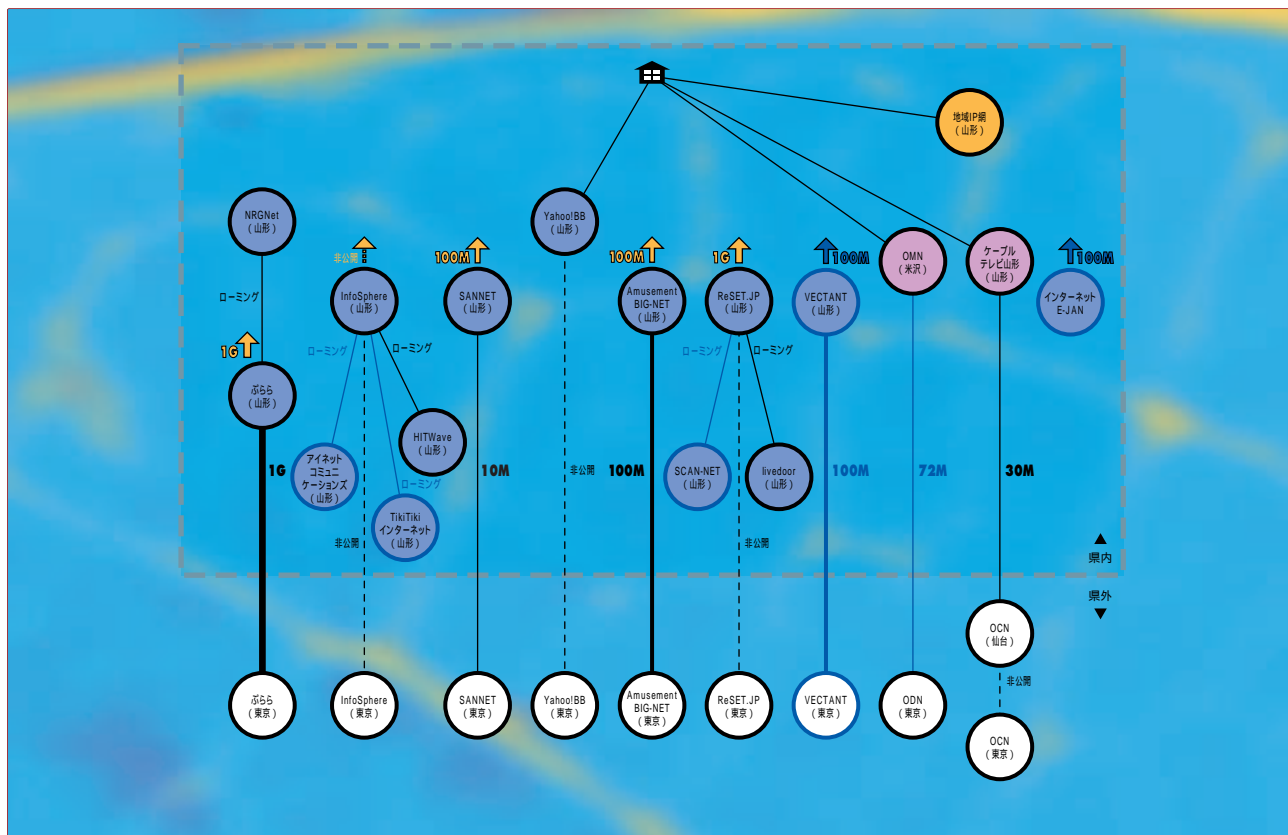 地域IP網
(山形)
NRGNet
(山形)
Yahoo!BB
(山形)
非公開
100M
100M
1G
100M
OMN
(米沢)
ケーブル
テレビ山形
(山形)
100M
ローミング
InfoSphere
(山形)
SANNET
(山形)
Amusement
BIG-NET
(山形)
ReSET.JP
(山形)
VECTANT
(山形)
インターネット
E-JAN
1G
ローミング
ローミング
ローミング
ローミング
ぷらら
(山形)
HITWave
(山形)
1G
アイネット
コミュニ
ケーションズ
(山形)
ローミング
10M
非公開
100M
SCAN-NET
(山形)
livedoor
(山形)
100M
72M
30M
TikiTiki
インターネット
(山形)
非公開
非公開
▲
県内
県外
▼
OCN
(仙台)
非公開
ぷらら
(東京)
InfoSphere
(東京)
SANNET
(東京)
Yahoo!BB
(東京)
Amusement
BIG-NET
(東京)
ReSET.JP
(東京)
VECTANT
(東京)
ODN
(東京)
OCN
(東京)